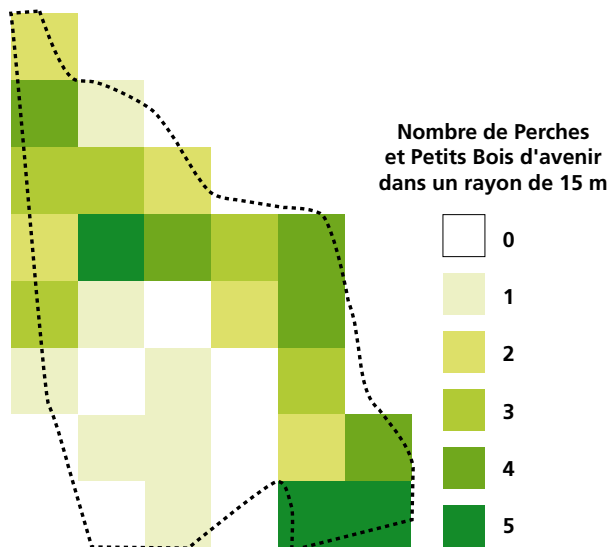 Nombre de Perches
et Petits Bois d'avenir
dans un rayon de 15 m
0
1
2
3
4
5